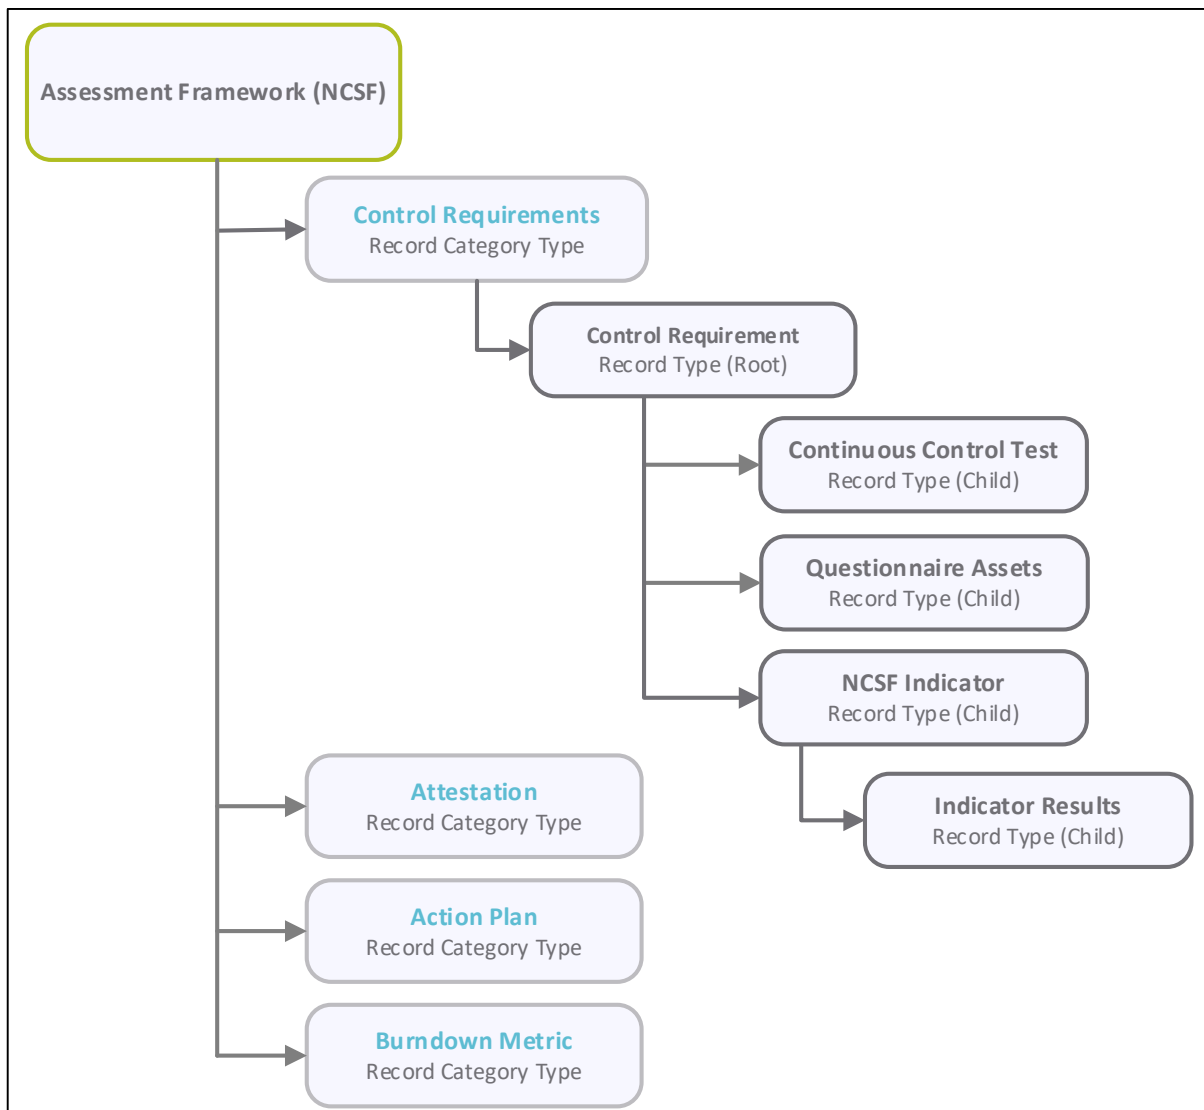 Assessment Framework (NCSF)
Control Requirements
Record Category Type
Control Requirement
Record Type (Root)
Continuous Control Test
Record Type (Child)
Questionnaire Assets
Record Type (Child)
NCSF Indicator
Record Type (Child)
Attestation
Record Category Type
Indicator Results
Record Type (Child)
Action Plan
Record Category Type
Burndown Metric
Record Category Type